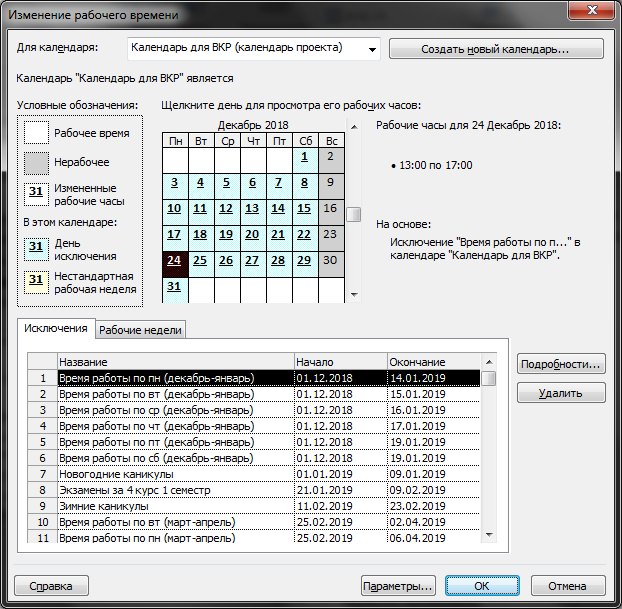 Изменение рабочего времени
Для календаря: Календарь для ВКР (календарь проекта) Создать новый календарь...
Календарь "Календарь для ВКР" является
Условные обозначения:
Рабочее время
Нерабочее
31 Измененные
рабочие часы
В этом календаре:
31 День
исключения
31 Нестандартная
рабочая неделя
Щелкните день для просмотра его рабочих часов:
Декабрь 2018
Пн Вт Ср Чт Пт Сб Вс
1 2
3 4 5 6 7 8 9
10 11 12 13 14 15 16
17 18 19 20 21 22 23
24 25 26 27 28 29 30
31
Рабочие часы для 24 Декабрь 2018:
• 13:00 to 17:00
На основе:
Исключение "Время работы по п..." в
календаре "Календарь для ВКР".
Исключения Рабочие недели
Название Начало Окончание
1 Время работы по пн (декабрь-январь) 01.12.2018 14.01.2019
2 Время работы по вт (декабрь-январь) 01.12.2018 15.01.2019
3 Время работы по ср (декабрь-январь) 01.12.2018 16.01.2019
4 Время работы по чт (декабрь-январь) 01.12.2018 17.01.2019
5 Время работы по пт (декабрь-январь) 01.12.2018 19.01.2019
6 Время работы по сб (декабрь-январь) 01.12.2018 19.01.2019
7 Новогодние каникулы 01.01.2019 09.01.2019
8 Экзамены за 4 курс 1 семестр 21.01.2019 09.02.2019
9 Зимние каникулы 11.02.2019 23.02.2019
10 Время работы по вт (март-апрель) 25.02.2019 02.04.2019
11 Время работы по пн (март-апрель) 25.02.2019 06.04.2019
Подробности...
Удалить
Справка Параметры... ОК Отмена